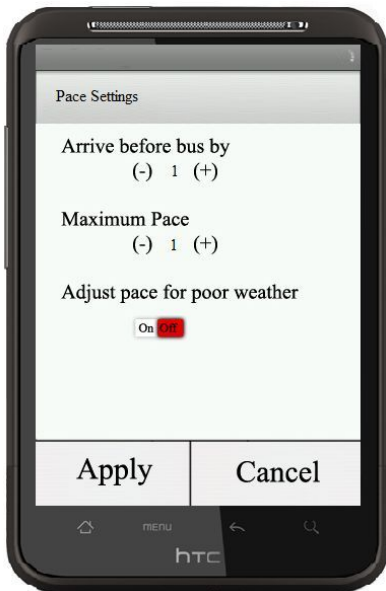 Pace Settings
Arrive before bus by
(-) 1 (+)
Maximum Pace
(-) 1 (+)
Adjust pace for poor weather
On Off
Apply Cancel
MENU
hTC